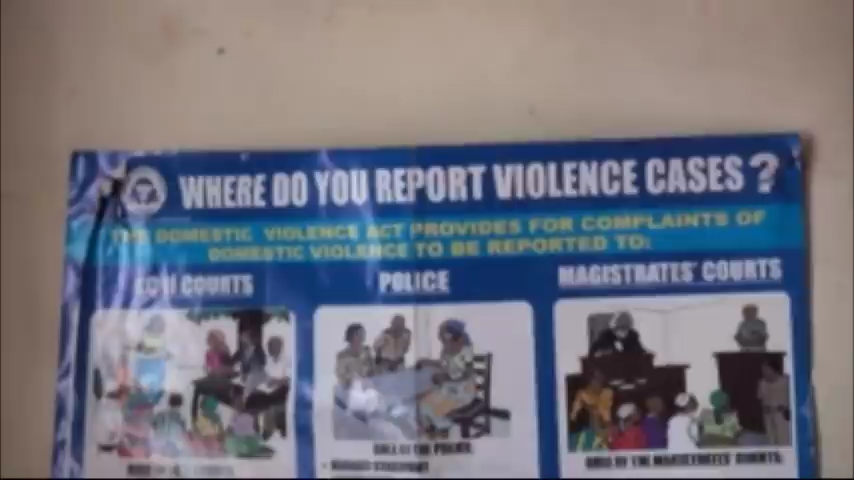 WHERE DO YOU REPORT VIOLENCE CASES?
THE DOMESTIC VIOLENCE ACT PROVIDES FOR COMPLAINTS OF
DOMESTIC VIOLENCE TO BE REPORTED TO:
COURTS POLICE MAGISTRATES' COURTS
ROLE OF THE POLICE
ROLE OF THE MAGISTRATES' COURTS